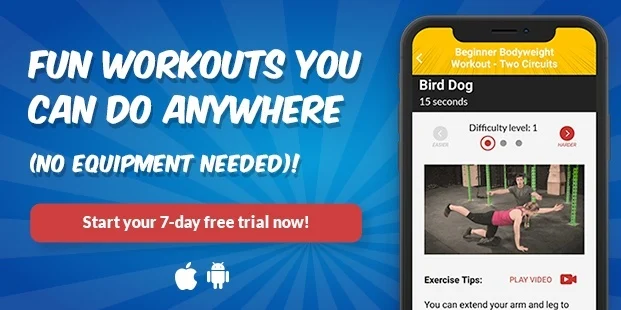 FUN WORKOUTS YOU
CAN DO ANYWHERE
(NO EQUIPMENT NEEDED)!
Start your 7-day free trial now!
Beginner Bodyweight
Workout - Two Circuits
Bird Dog
15 seconds
Difficulty level: 1
EASIER
HARDER
Exercise Tips:
PLAY VIDEO
You can extend your arm and leg to